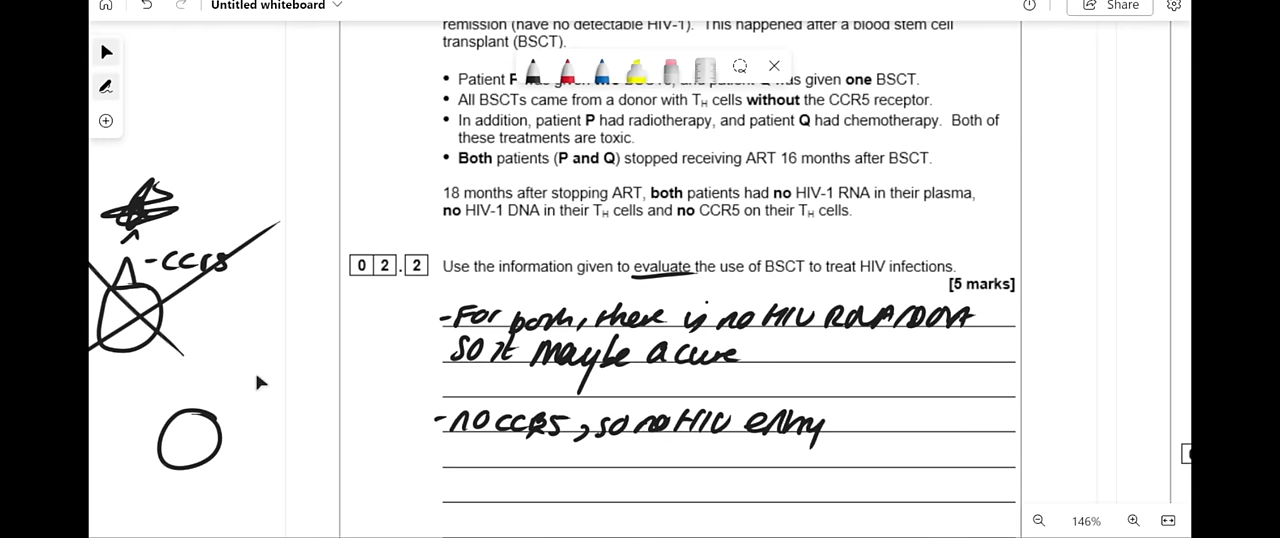 Untitled whiteboard
Share
remission (have no detectable HIV-1). This happened after a blood stem cell
transplant (BSCT).
• Patient P was given one BSCT.
• All BSCTs came from a donor with TH cells without the CCR5 receptor.
• In addition, patient P had radiotherapy, and patient Q had chemotherapy. Both of
these treatments are toxic.
• Both patients (P and Q) stopped receiving ART 16 months after BSCT.
18 months after stopping ART, both patients had no HIV-1 RNA in their plasma,
no HIV-1 DNA in their TH cells and no CCR5 on their TH cells.
-CCR5
0 2 . 2 Use the information given to evaluate the use of BSCT to treat HIV infections.
[5 marks]
-For both, there is no HIV RNA/DNA
so it maybe a cure
-no CCR5, so no HIV entry
146%